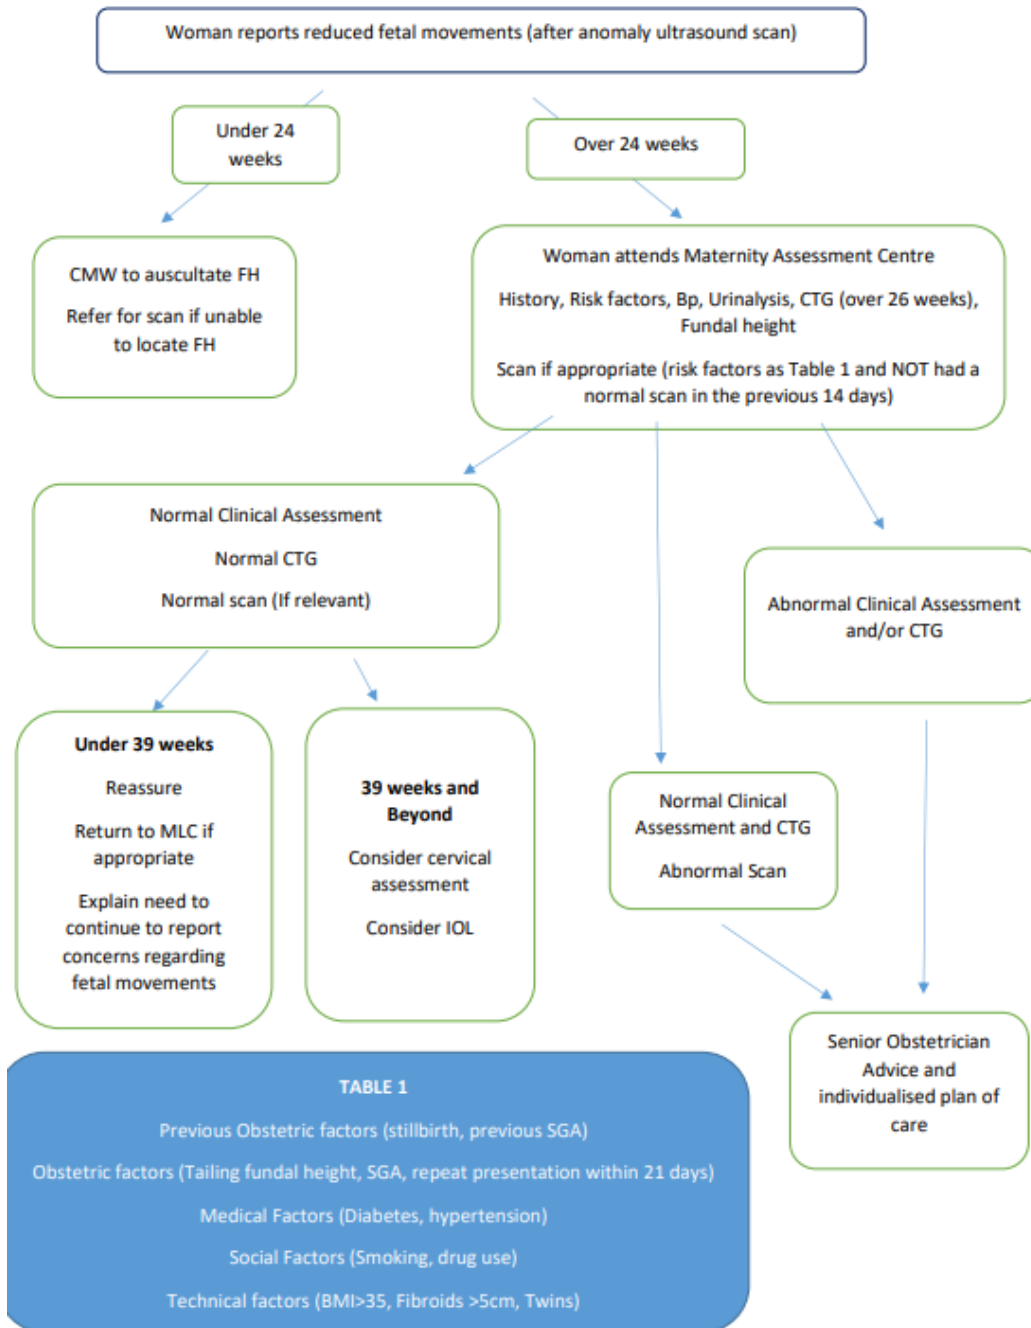 Woman reports reduced fetal movements (after anomaly ultrasound scan)
Under 24
weeks
Over 24 weeks
CMW to auscultate FH
Refer for scan if unable
to locate FH
Woman attends Maternity Assessment Centre
History, Risk factors, Bp, Urinalysis, CTG (over 26 weeks),
Fundal height
Scan if appropriate (risk factors as Table 1 and NOT had a
normal scan in the previous 14 days)
Normal Clinical Assessment
Normal CTG
Normal scan (If relevant)
Abnormal Clinical Assessment
and/or CTG
Under 39 weeks
Reassure
Return to MLC if
appropriate
Explain need to
continue to report
concerns regarding
fetal movements
39 weeks and
Beyond
Consider cervical
assessment
Consider IOL
Normal Clinical
Assessment and CTG
Abnormal Scan
Senior Obstetrician
Advice and
individualised plan of
care
TABLE 1
Previous Obstetric factors (stillbirth, previous SGA)
Obstetric factors (Tailing fundal height, SGA, repeat presentation within 21 days)
Medical Factors (Diabetes, hypertension)
Social Factors (Smoking, drug use)
Technical factors (BMI>35, Fibroids >5cm, Twins)